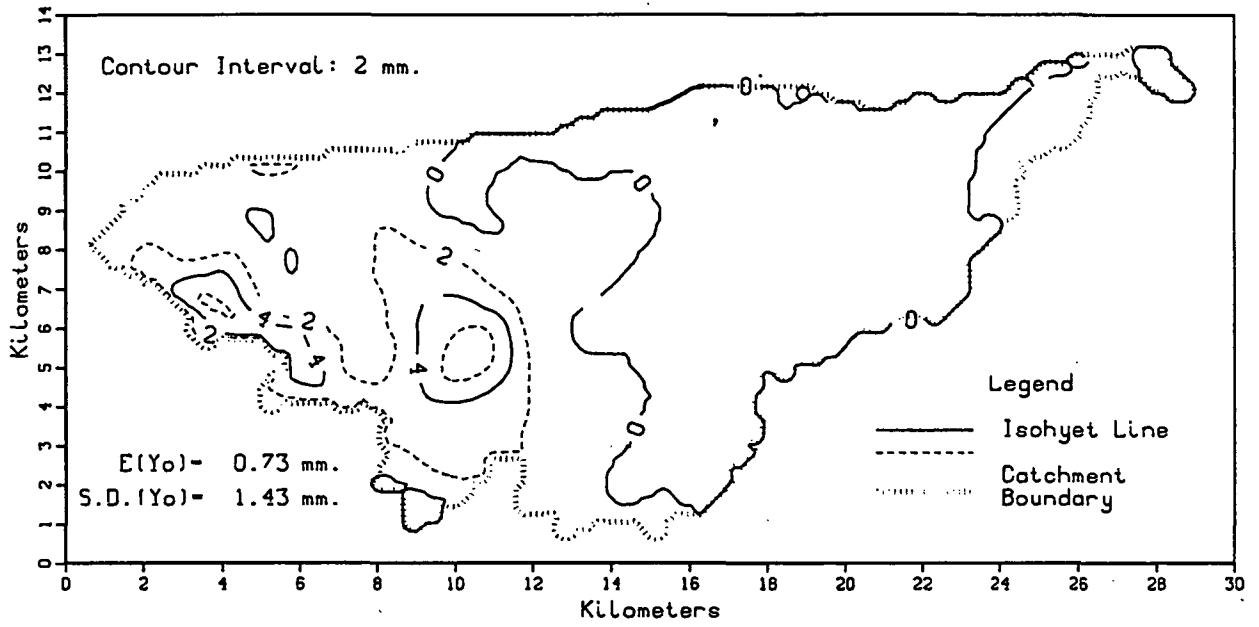 Contour Interval: 2 mm.
14
13
12
11
10
9
8
7
6
5
4
3
2
1
0
Kilometers
0
0
0
0
2
0
4
2
2
4
4
0
0
E(Yo)- 0.73 mm.
S.D.(Yo)- 1.43 mm.
Legend
Isohyet Line
Catchment
Boundary
0 2 4 6 8 10 12 14 16 18 20 22 24 26 28 30
Kilometers